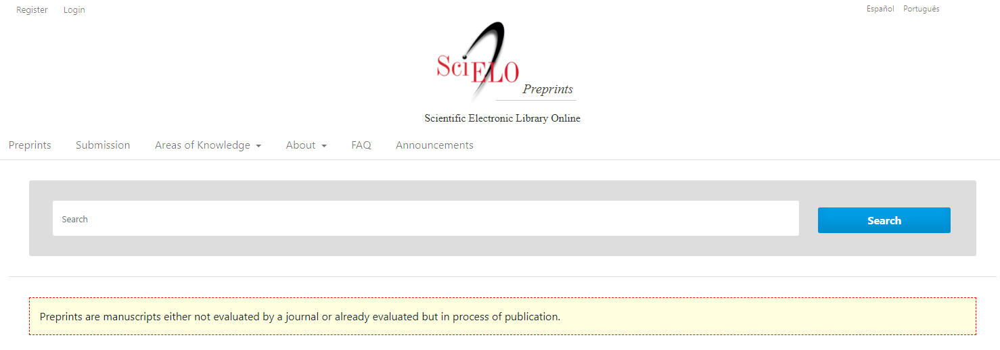 Register Login Español Português
SciELO
Preprints
Scientific Electronic Library Online
Preprints Submission Areas of Knowledge About FAQ Announcements
Search Search
Preprints are manuscripts either not evaluated by a journal or already evaluated but in process of publication.